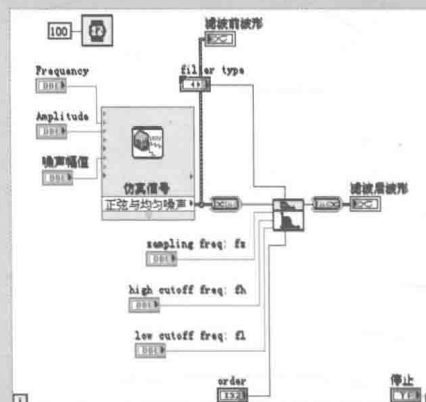 100
滤波前波形
Frequency
filter type
Amplitude
噪声幅值
仿真信号
正弦与均匀噪声
滤波后波形
sampling freq: fs
high cutoff freq: fh
low cutoff freq: fl
order
停止
i